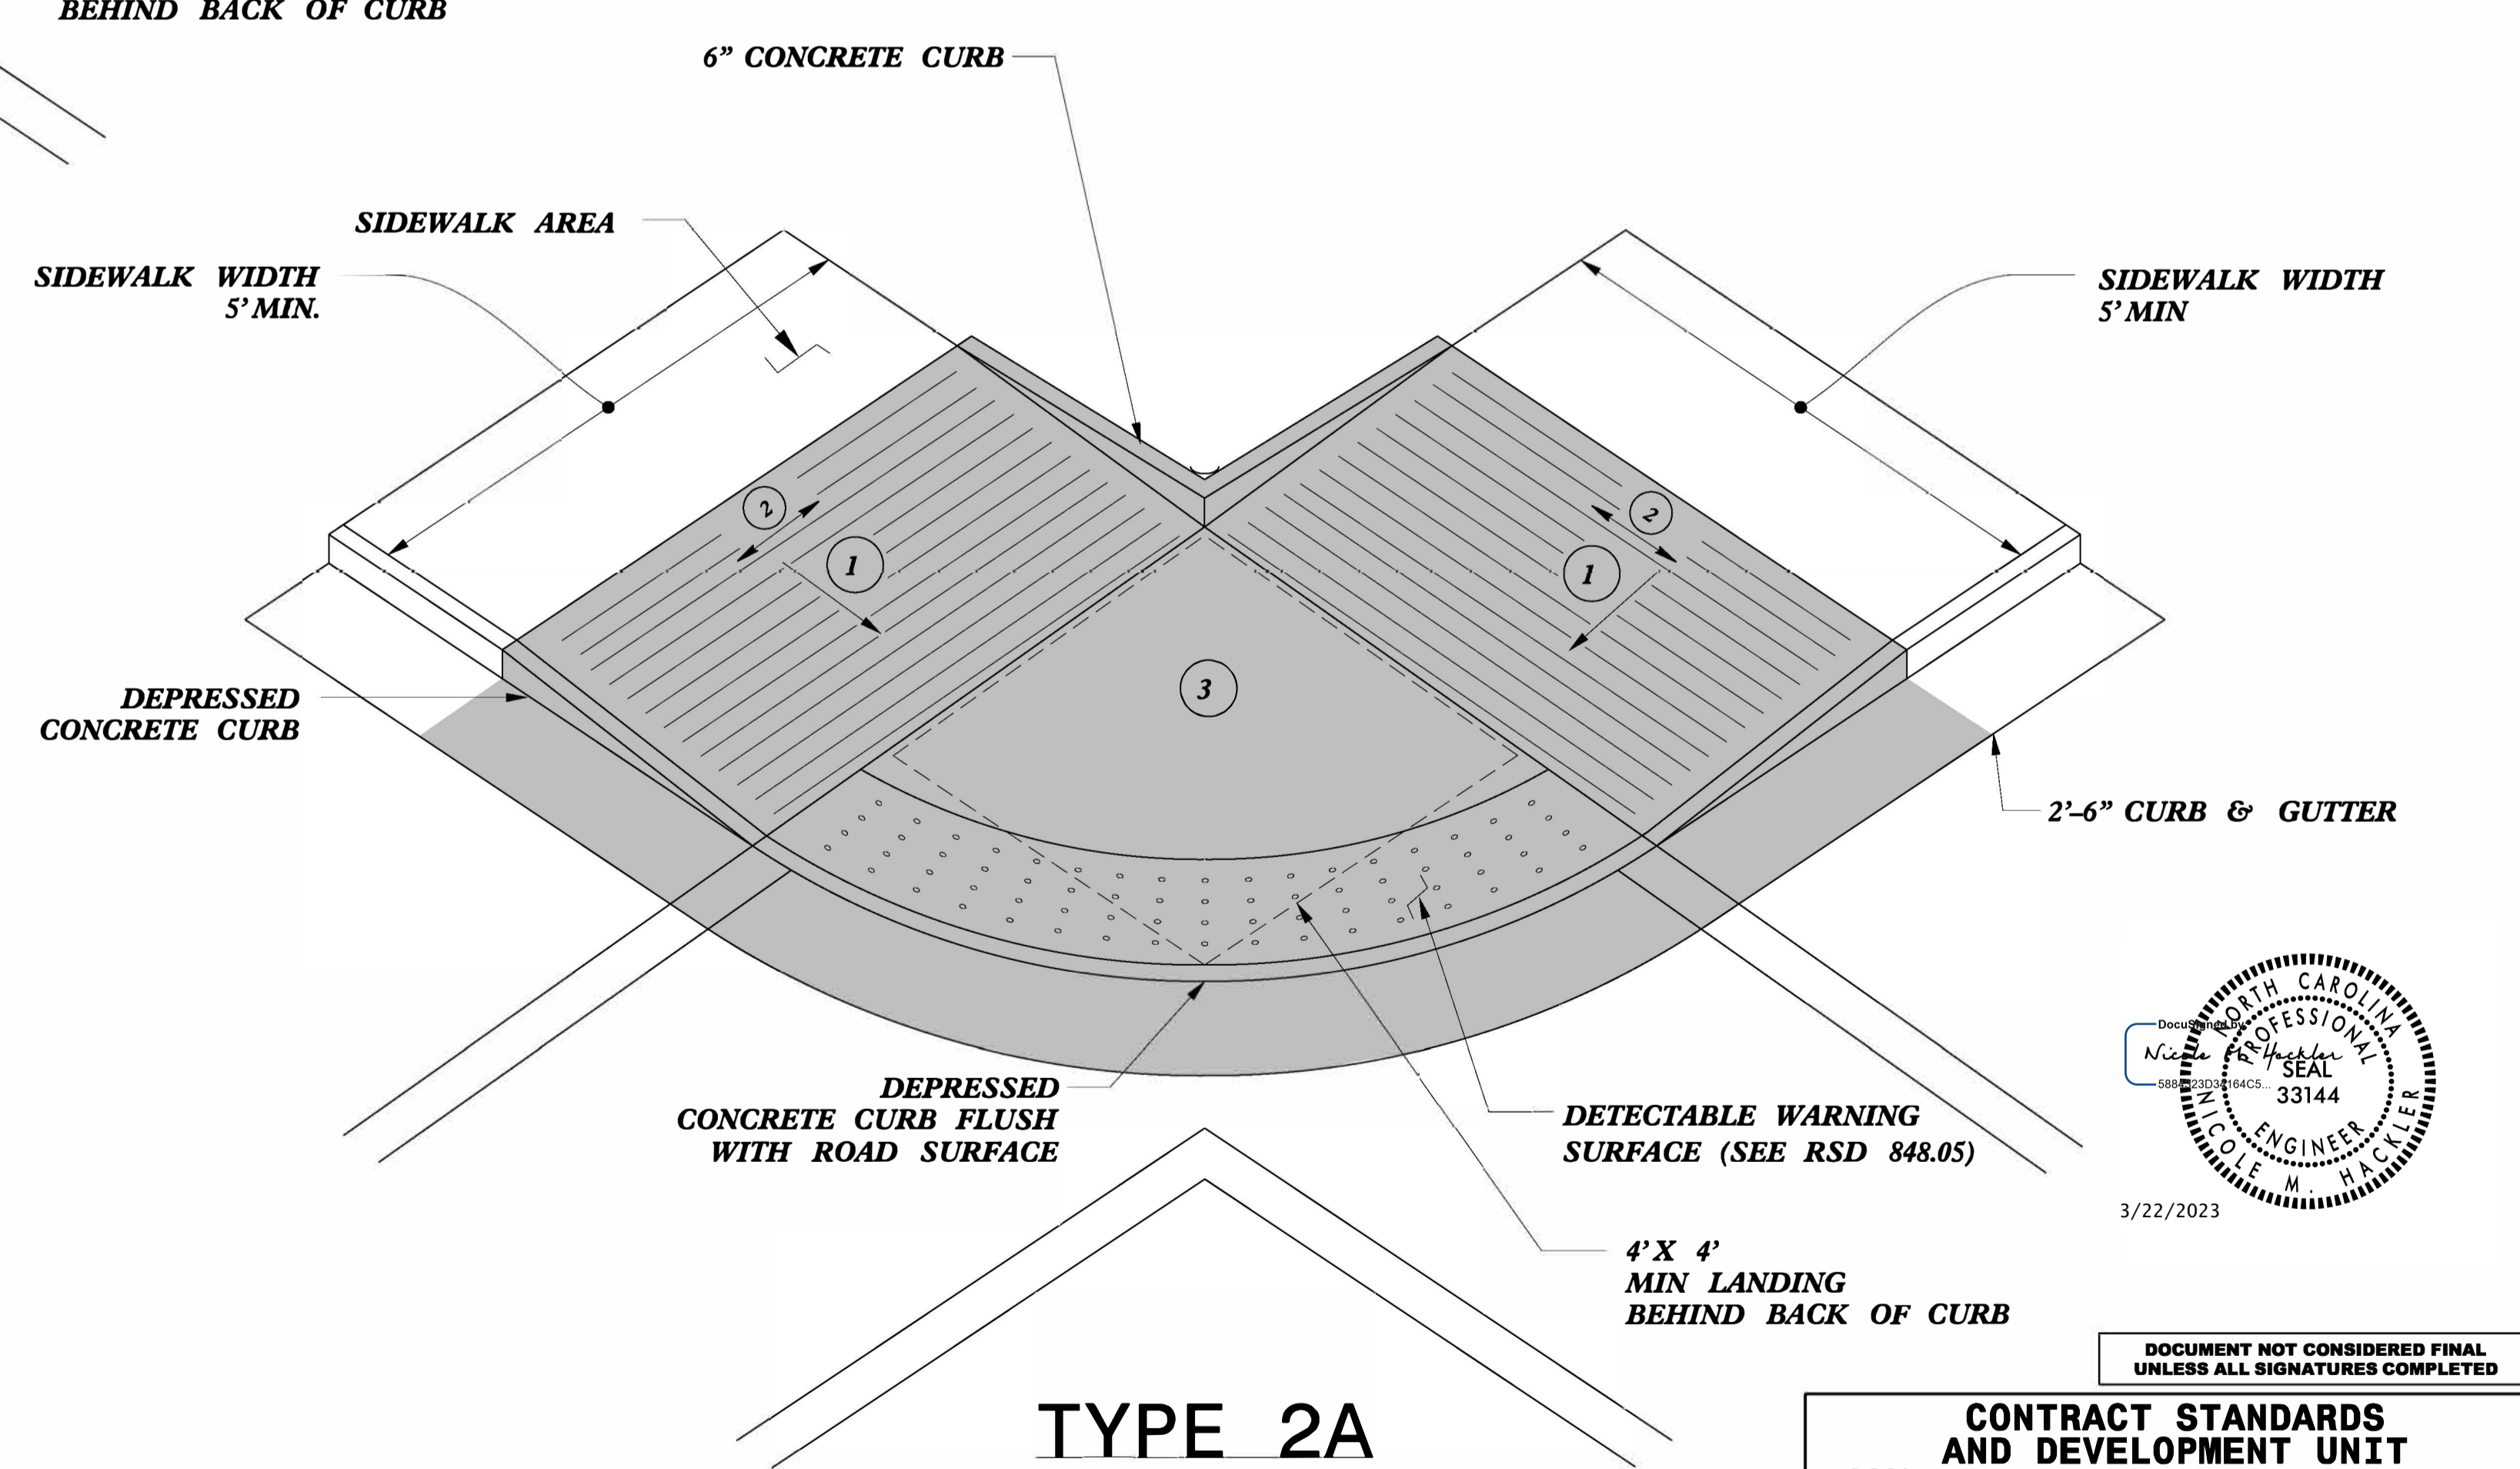 BEHIND BACK OF CURB
6” CONCRETE CURB
SIDEWALK AREA
SIDEWALK WIDTH
5’ MIN.
SIDEWALK WIDTH
5’ MIN
2
1
2
1
3
DEPRESSED
CONCRETE CURB
2’–6” CURB & GUTTER
DEPRESSED
CONCRETE CURB FLUSH
WITH ROAD SURFACE
DETECTABLE WARNING
SURFACE (SEE RSD 848.05)
4’ X 4’
MIN LANDING
BEHIND BACK OF CURB
TYPE 2A
NORTH CAROLINA
PROFESSIONAL
SEAL
33144
ENGINEER
NICOLE M. HACKLER
DocuSigned by
Nicole M. Hackler
3/22/2023
DOCUMENT NOT CONSIDERED FINAL
UNLESS ALL SIGNATURES COMPLETED
CONTRACT STANDARDS
AND DEVELOPMENT UNIT